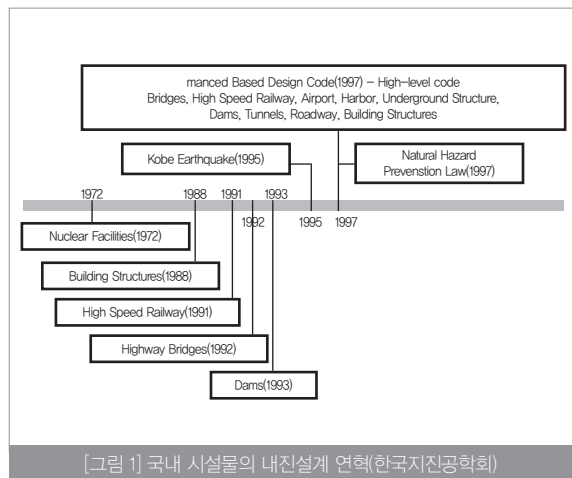 manced Based Design Code(1997) – High-level code
Bridges, High Speed Railway, Airport, Harbor, Underground Structure,
Dams, Tunnels, Roadway, Building Structures
Kobe Earthquake(1995)
Natural Hazard
Prevenstion Law(1997)
1972
1988
1991
1993
1992
1995
1997
Nuclear Facilities(1972)
Building Structures(1988)
High Speed Railway(1991)
Highway Bridges(1992)
Dams(1993)
[그림 1] 국내 시설물의 내진설계 연혁(한국지진공학회)